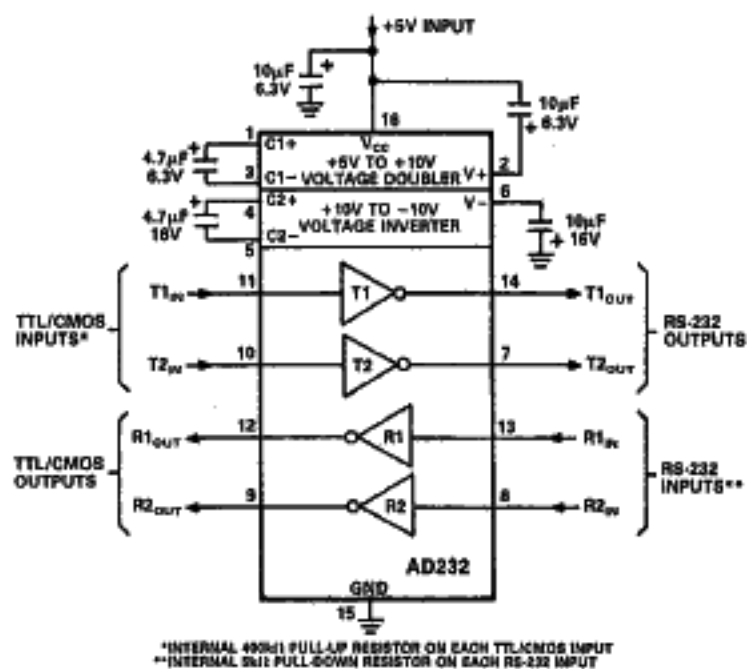 +5V INPUT
10µF
6.3V
10µF
6.3V
16
VCC
1
C1+
4.7µF
6.3V
+5V TO +10V
VOLTAGE DOUBLER
3
C1−
V+
2
C2+
4
4.7µF
16V
+10V TO −10V
VOLTAGE INVERTER
C2−
5
V−
6
10µF
16V
TTL/CMOS
INPUTS*
T1IN
11
T1
14
T1OUT
RS-232
OUTPUTS
T2IN
10
T2
7
T2OUT
TTL/CMOS
OUTPUTS
R1OUT
12
R1
13
R1IN
RS-232
INPUTS**
R2OUT
9
R2
8
R2IN
AD232
GND
15
*INTERNAL 400kΩ PULL-UP RESISTOR ON EACH TTL/CMOS INPUT
**INTERNAL 5kΩ PULL-DOWN RESISTOR ON EACH RS-232 INPUT